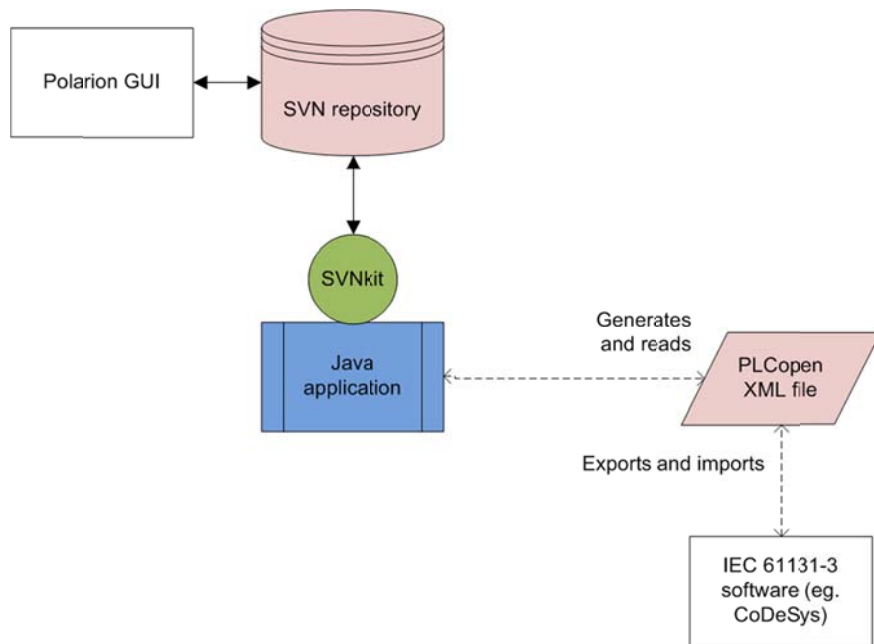 Polarion GUI
SVN repository
SVNkit
Java
application
Generates
and reads
PLCopen
XML file
Exports and imports
IEC 61131-3
software (eg.
CoDeSys)